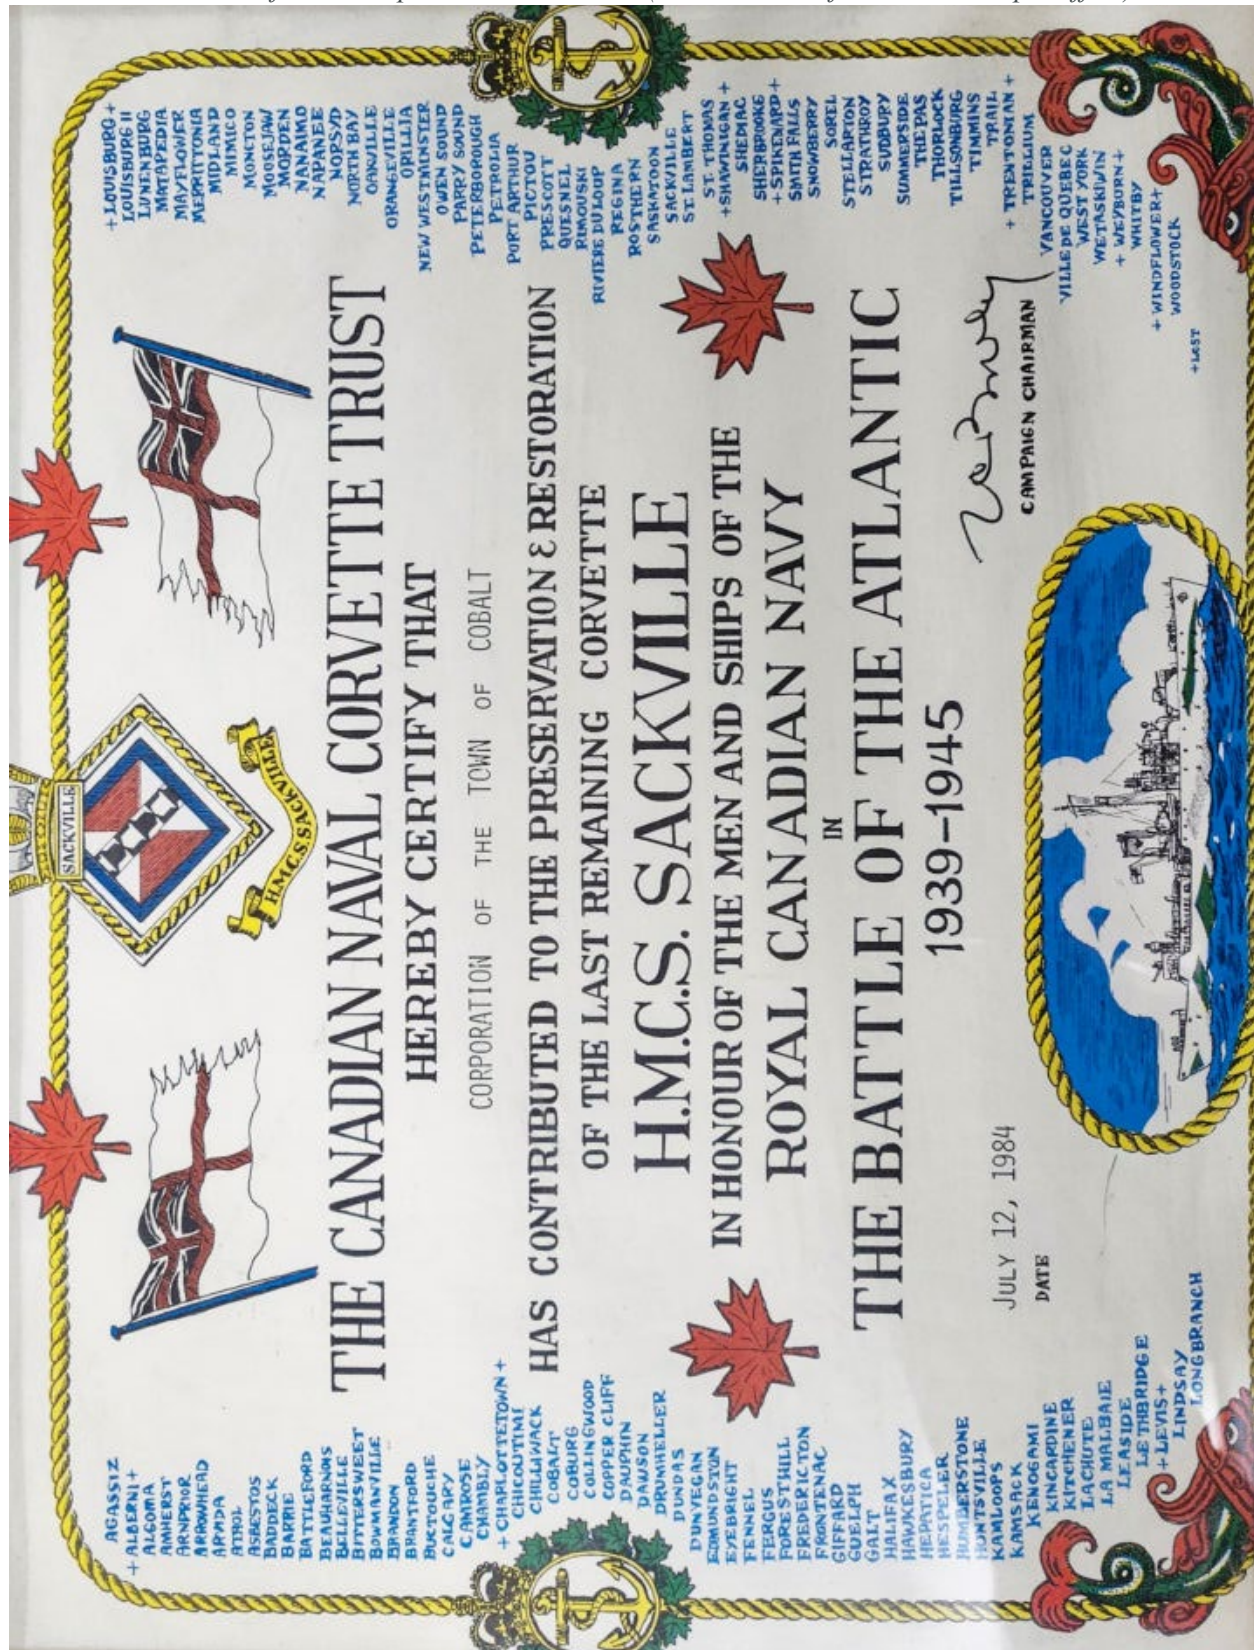 SACKVILLE
H.M.C.S. SACKVILLE
THE CANADIAN NAVAL CORVETTE TRUST
HEREBY CERTIFY THAT
CORPORATION OF THE TOWN OF COBALT
HAS CONTRIBUTED TO THE PRESERVATION & RESTORATION
OF THE LAST REMAINING CORVETTE
H.M.C.S. SACKVILLE
IN HONOUR OF THE MEN AND SHIPS OF THE
ROYAL CANADIAN NAVY
IN
THE BATTLE OF THE ATLANTIC
1939-1945
JULY 12, 1984
DATE
CAMPAIGN CHAIRMAN
AGASSIZ
+ALBERNI+
ALGOMA
AMHERST
ARNPRIOR
ARROWHEAD
ARVIDA
ATHOL
ASBESTOS
BADDECK
BARRIE
BATTLEFORD
BEAUHARNOIS
BELLEVILLE
BITTERSWEET
BOWMANVILLE
BRANDON
BRANTFORD
BUCTOUCHE
CALGARY
CAMROSE
CHAMBLY
+CHARLOTETOWN+
CHICOUTIMI
CHILLIWACK
COBALT
COBURG
COLLINGWOOD
COPPER CLIFF
DAUPHIN
DAWSON
DRUMHELLER
DUNDAS
DUNVEGAN
EDMUNDSTON
EYEBRIGHT
FENNEL
FERGUS
FOREST HILL
FREDERICTON
FRONTENAC
GIFFARD
GUELPH
GALT
HALIFAX
HAWKESBURY
HEPATICA
HESPELER
HUMBERSTONE
HUNTSVILLE
KAMLOOPS
KAMSACK
KENOGAMI
KINCARDINE
KITCHENER
LACHUTE
LA MALBAIE
LEASIDE
LETHBRIDGE
+LEVIS+
LINDSAY
LONGBRANCH
+LOUISBURG+
LOUISBURG II
LUNENBURG
MATAPEDIA
MAYFLOWER
MERRITTONIA
MIDLAND
MIMICO
MONCTON
MOOSEJAW
MORDEN
NANAIMO
NAPANEE
NORSYD
NORTH BAY
OAKVILLE
ORANGEVILLE
ORILLIA
NEW WESTMINSTER
OWEN SOUND
PARRY SOUND
PETERBOROUGH
PETROLIA
PORT ARTHUR
PICTOU
PRESCOTT
QUESNEL
RIMOUSKI
RIVIERE DU LOUP
REGINA
ROSTHERN
SASKATOON
SACKVILLE
ST LAMBERT
ST. THOMAS
+SHAWINIGAN+
SHEDIAC
SHERBROOKE
+SPIKENARD+
SMITH FALLS
SNOWBERRY
SOREL
STELLARTON
STRATHROY
SUDBURY
SUMMERSIDE
THE PAS
THORLOCK
TILLSONBURG
TIMMINS
TRAIL
+TRENTONIAN+
TRILLIUM
VANCOUVER
VILLE DE QUEBEC
WEST YORK
WETASKIWIN
+WEYBURN+
WHITBY
+WINDFLOWER+
WOODSTOCK
+LOST